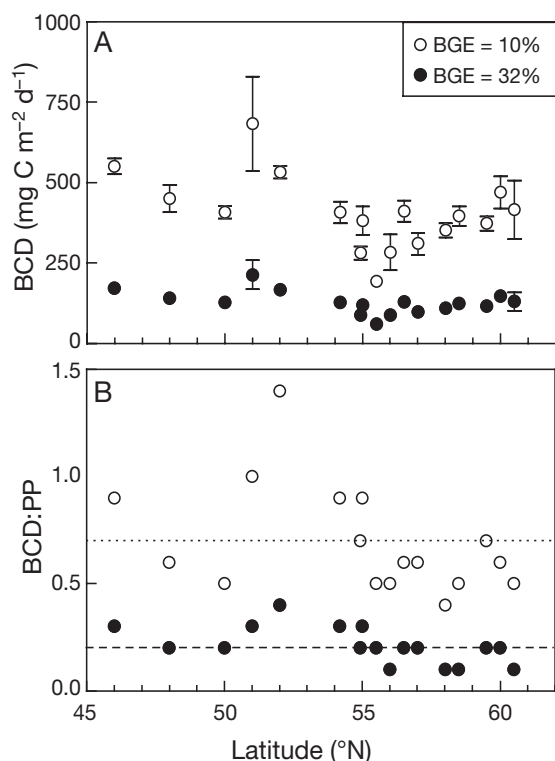 1000
A
BGE = 10%
BGE = 32%
750
500
250
0
BCD (mg C m⁻² d⁻¹)
1.5
B
1.0
0.5
0.0
BCD:PP
45 50 55 60
Latitude (°N)